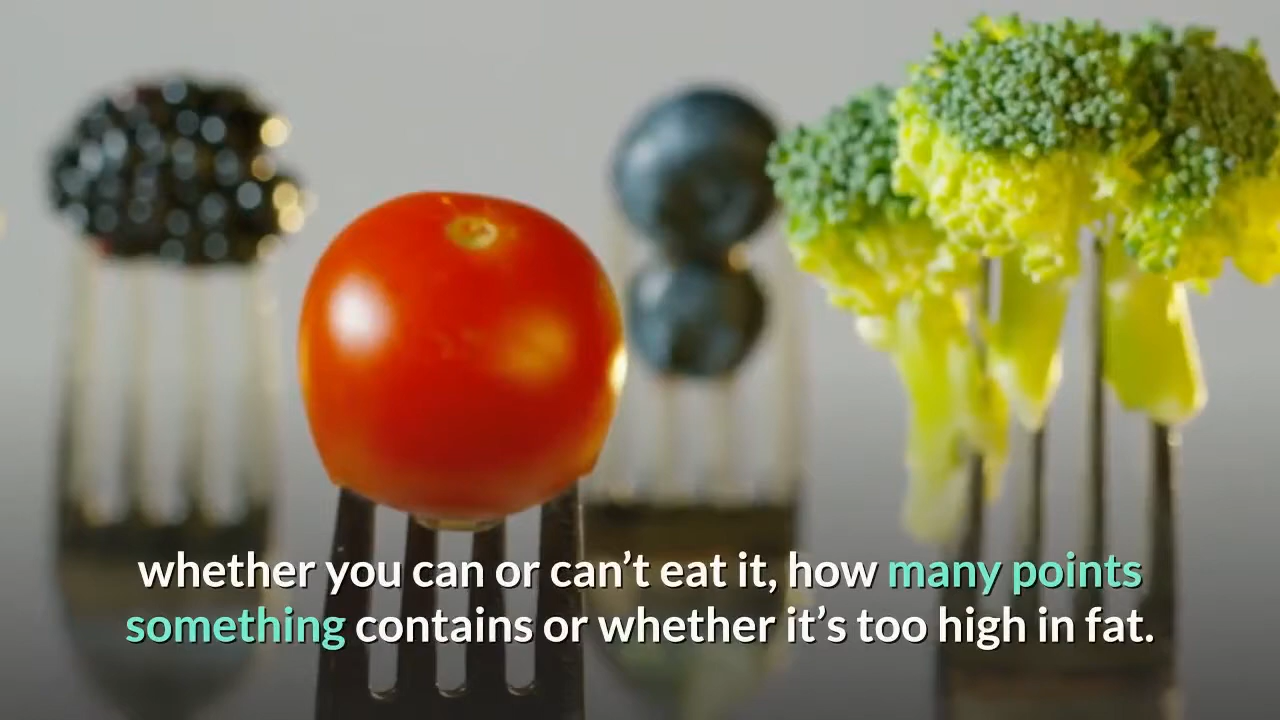 whether you can or can’t eat it, how many points
something contains or whether it’s too high in fat.